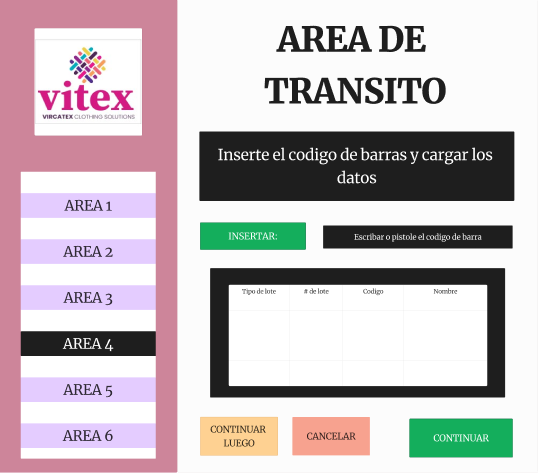 vitex
VIRCATEX CLOTHING SOLUTIONS
AREA 1
AREA 2
AREA 3
AREA 4
AREA 5
AREA 6
AREA DE
TRANSITO
Inserte el codigo de barras y cargar los
datos
INSERTAR:
Escribar o pistole el codigo de barra
Tipo de lote # de lote Codigo Nombre
CONTINUAR
LUEGO
CANCELAR
CONTINUAR